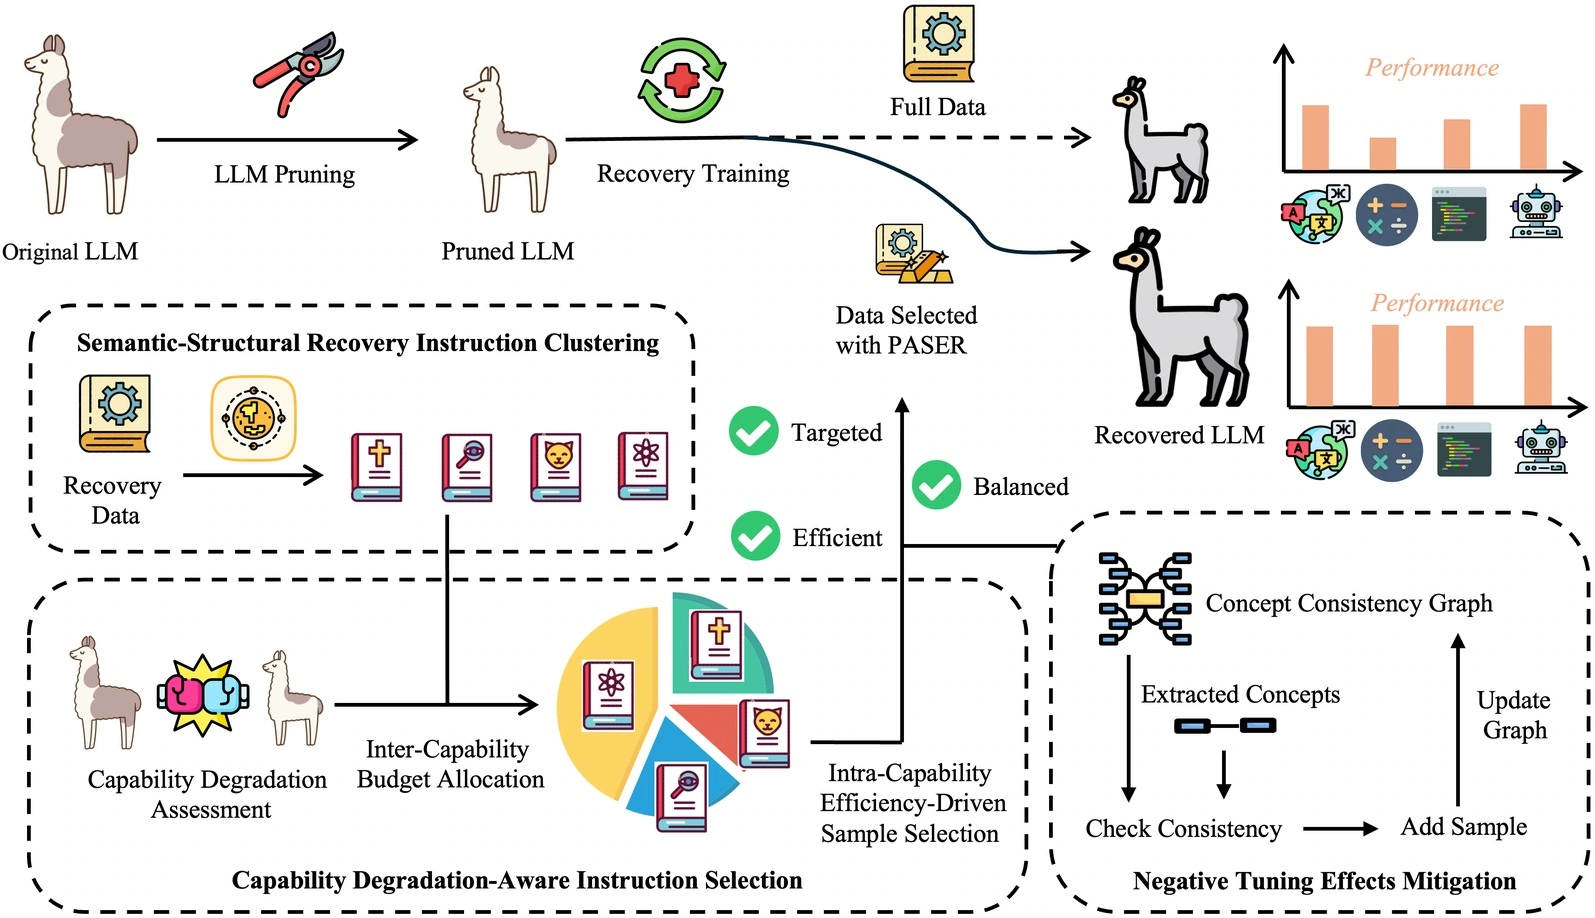 Full Data
Performance
LLM Pruning
Recovery Training
Original LLM
Pruned LLM
Data Selected
with PASER
Performance
Recovered LLM
Semantic-Structural Recovery Instruction Clustering
Recovery
Data
Targeted
Balanced
Efficient
Capability Degradation
Assessment
Inter-Capability
Budget Allocation
Intra-Capability
Efficiency-Driven
Sample Selection
Capability Degradation-Aware Instruction Selection
Concept Consistency Graph
Extracted Concepts
Update
Graph
Check Consistency
Add Sample
Negative Tuning Effects Mitigation